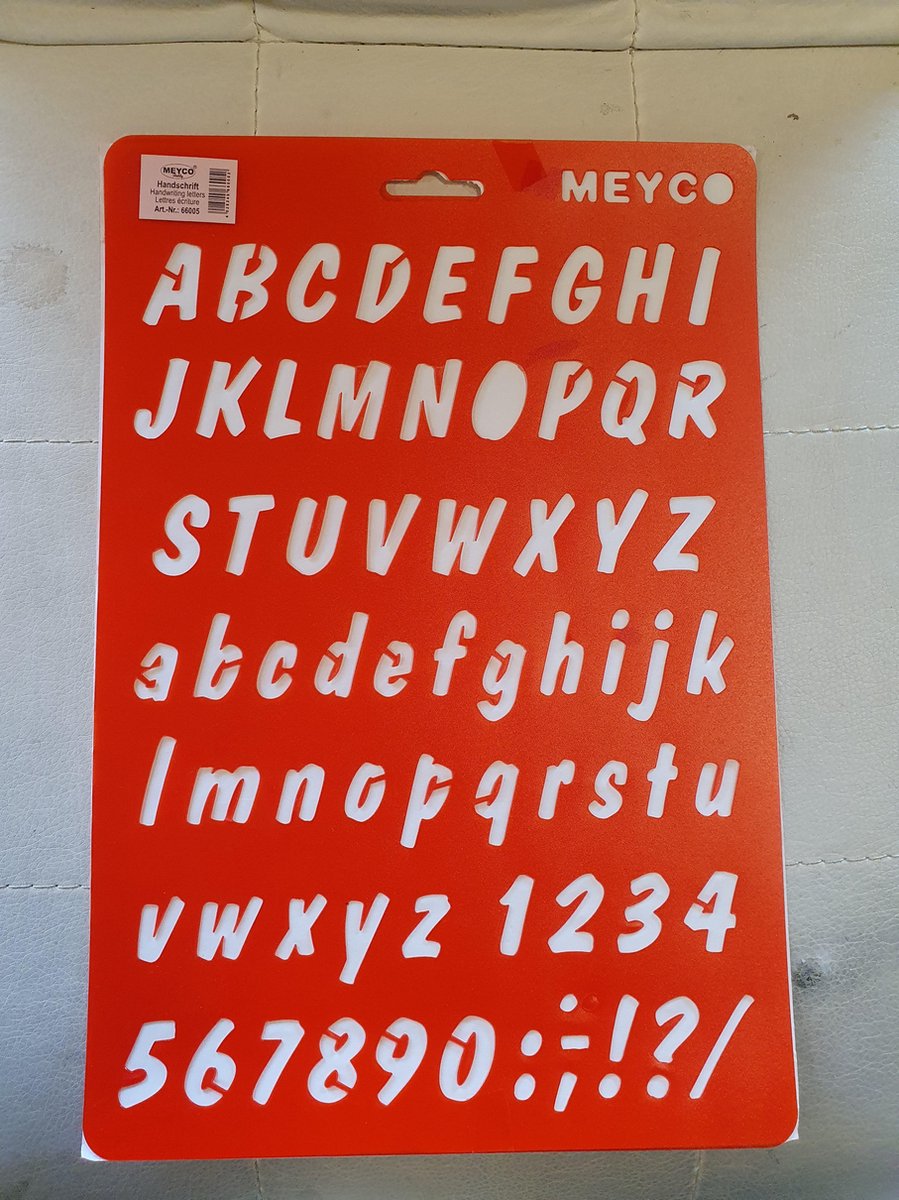 MEYCO
Handschrift
Handwriting letters
Lettres écriture
Art.-Nr.: 66005
MEYCO
ABCDEFGHI
JKLMNOPQR
STUVWXYZ
abcdefghijk
lmnopqrstu
vwxyz 1234
567890:;-!?/